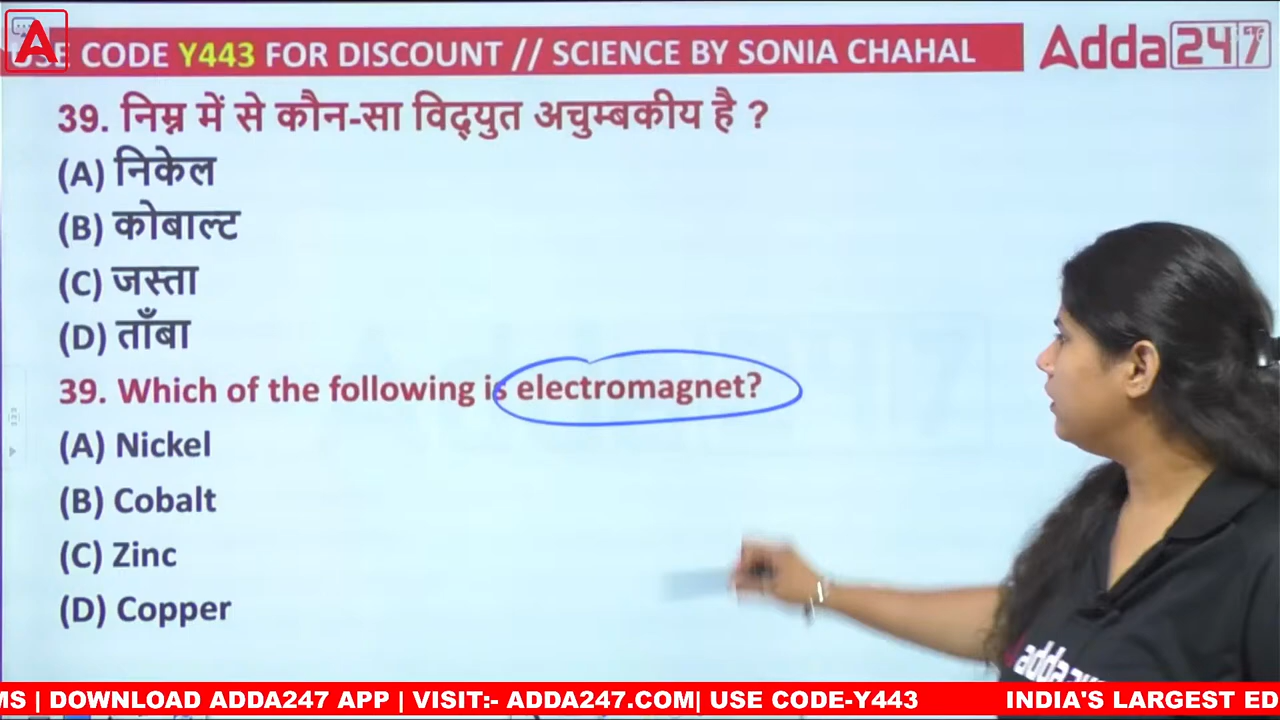 USE CODE Y443 FOR DISCOUNT // SCIENCE BY SONIA CHAHAL
Adda247
39. निम्न में से कौन-सा विद्युत अचुम्बकीय है ?
(A) निकेल
(B) कोबाल्ट
(C) जस्ता
(D) ताँबा
39. Which of the following is electromagnet?
(A) Nickel
(B) Cobalt
(C) Zinc
(D) Copper
MS | DOWNLOAD ADDA247 APP | VISIT:- ADDA247.COM| USE CODE-Y443 INDIA'S LARGEST ED